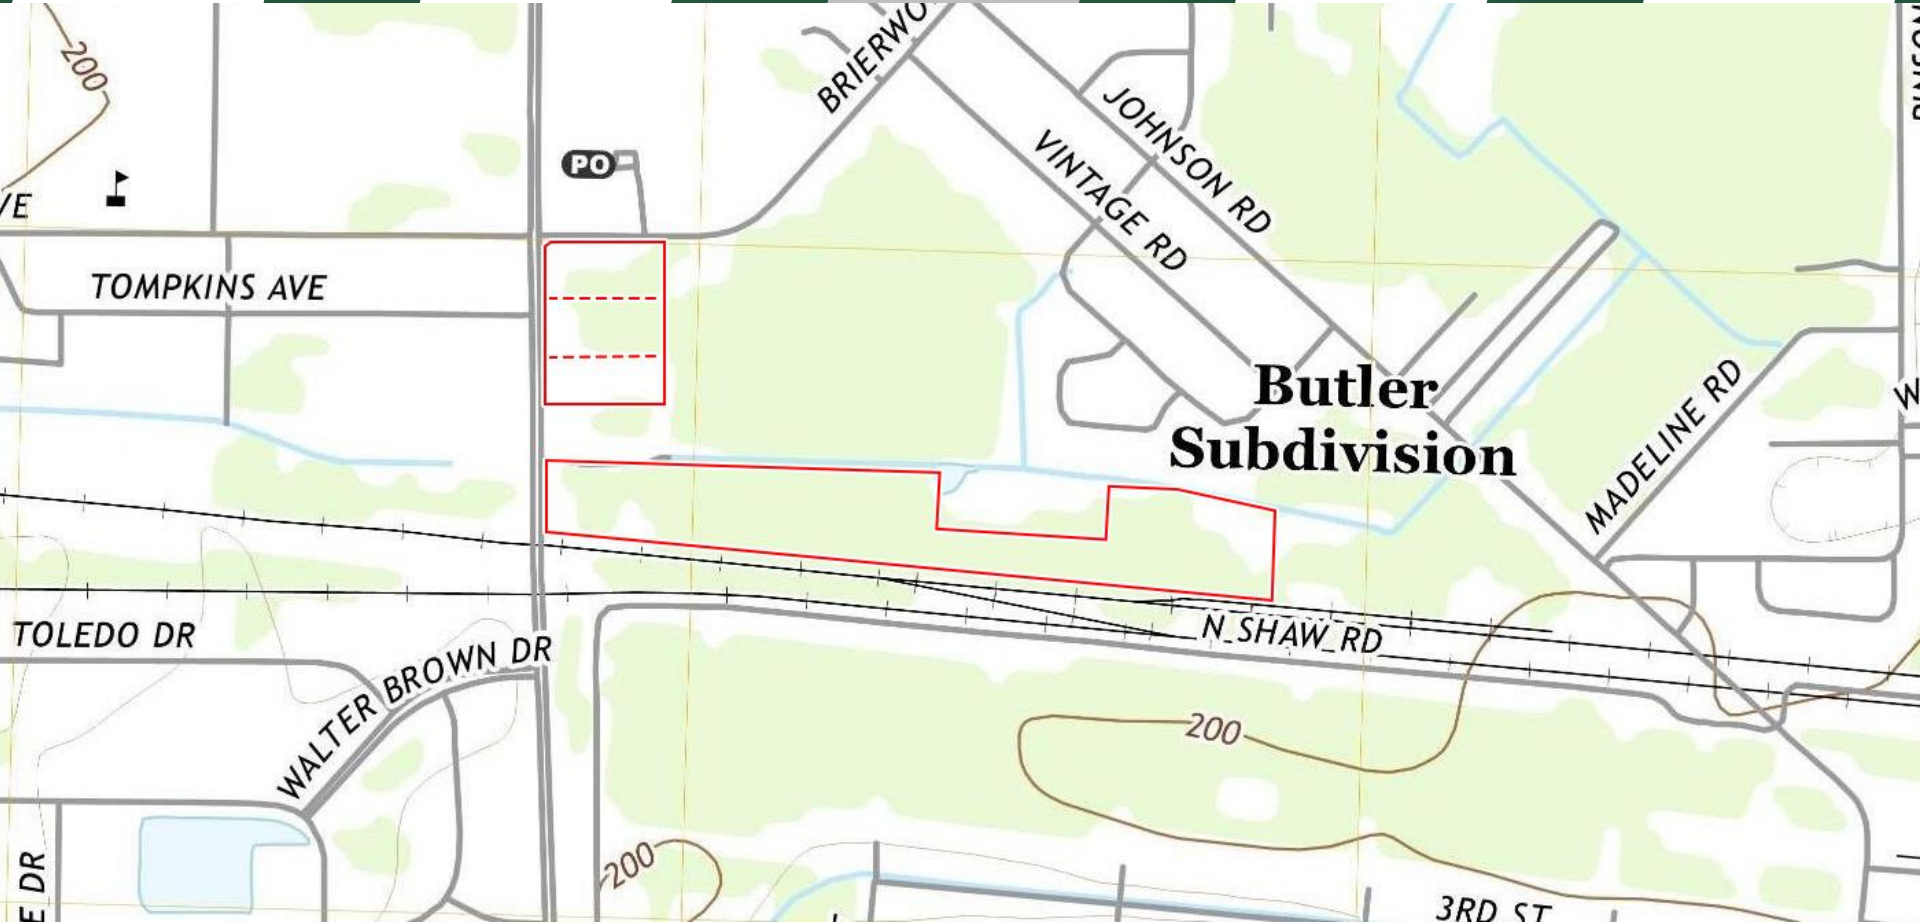 200
BRIERWO
JOHNSON RD
VINTAGE RD
PO
VE
TOMPKINS AVE
Butler
Subdivision
MADELINE RD
W
TOLEDO DR
WALTER BROWN DR
N SHAW RD
200
200
E DR
3RD ST